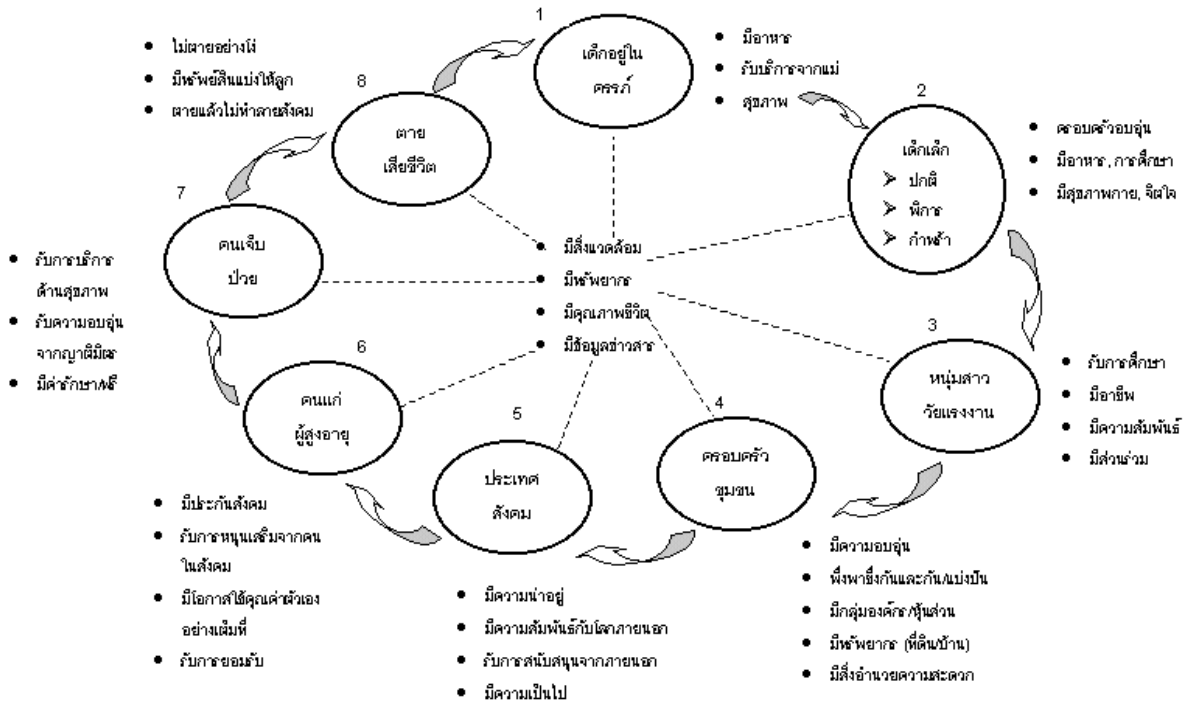 1
เด็กอยู่ใน
ครรภ์
• มีอาหาร
• รับบริการจากแม่
• สุขภาพ
2
เด็กเล็ก
➢ ปกติ
➢ พิการ
➢ กำพร้า
• ครอบครัวอบอุ่น
• มีอาหาร, การศึกษา
• มีสุขภาพกาย, จิตใจ
3
หนุ่มสาว
วัยแรงงาน
• รับการศึกษา
• มีอาชีพ
• มีความสัมพันธ์
• มีส่วนร่วม
4
ครอบครัว
ชุมชน
• มีความอบอุ่น
• พึ่งพาซึ่งกันและกัน/แบ่งปัน
• มีกลุ่มองค์กร/หุ้นส่วน
• มีทรัพยากร (ที่ดิน/บ้าน)
• มีสิ่งอำนวยความสะดวก
5
ประเทศ
สังคม
• มีความน่าอยู่
• มีความสัมพันธ์กับโลกภายนอก
• รับการสนับสนุนจากภายนอก
• มีความเป็นไป
6
คนแก่
ผู้สูงอายุ
• มีประกันสังคม
• รับการหนุนเสริมจากคน
ในสังคม
• มีโอกาสใช้คุณค่าตัวเอง
อย่างเต็มที่
• รับการยอมรับ
7
คนเจ็บ
ป่วย
• รับการบริการ
ด้านสุขภาพ
• รับความอบอุ่น
จากญาติมิตร
• มีค่ารักษา/ฟรี
8
ตาย
เสียชีวิต
• ไม่ตายอย่างโง่
• มีทรัพย์สินแบ่งให้ลูก
• ตายแล้วไม่ทำลายสังคม
• มีสิ่งแวดล้อม
• มีทรัพยากร
• มีคุณภาพชีวิต
• มีข้อมูลข่าวสาร